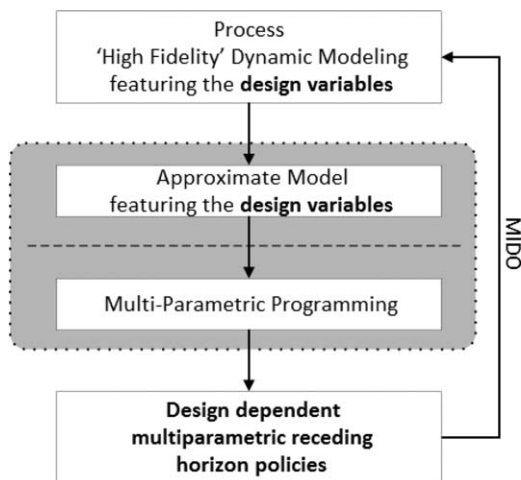 Process
‘High Fidelity’ Dynamic Modeling
featuring the design variables
Approximate Model
featuring the design variables
Multi-Parametric Programming
MIDO
Design dependent
multiparametric receding
horizon policies